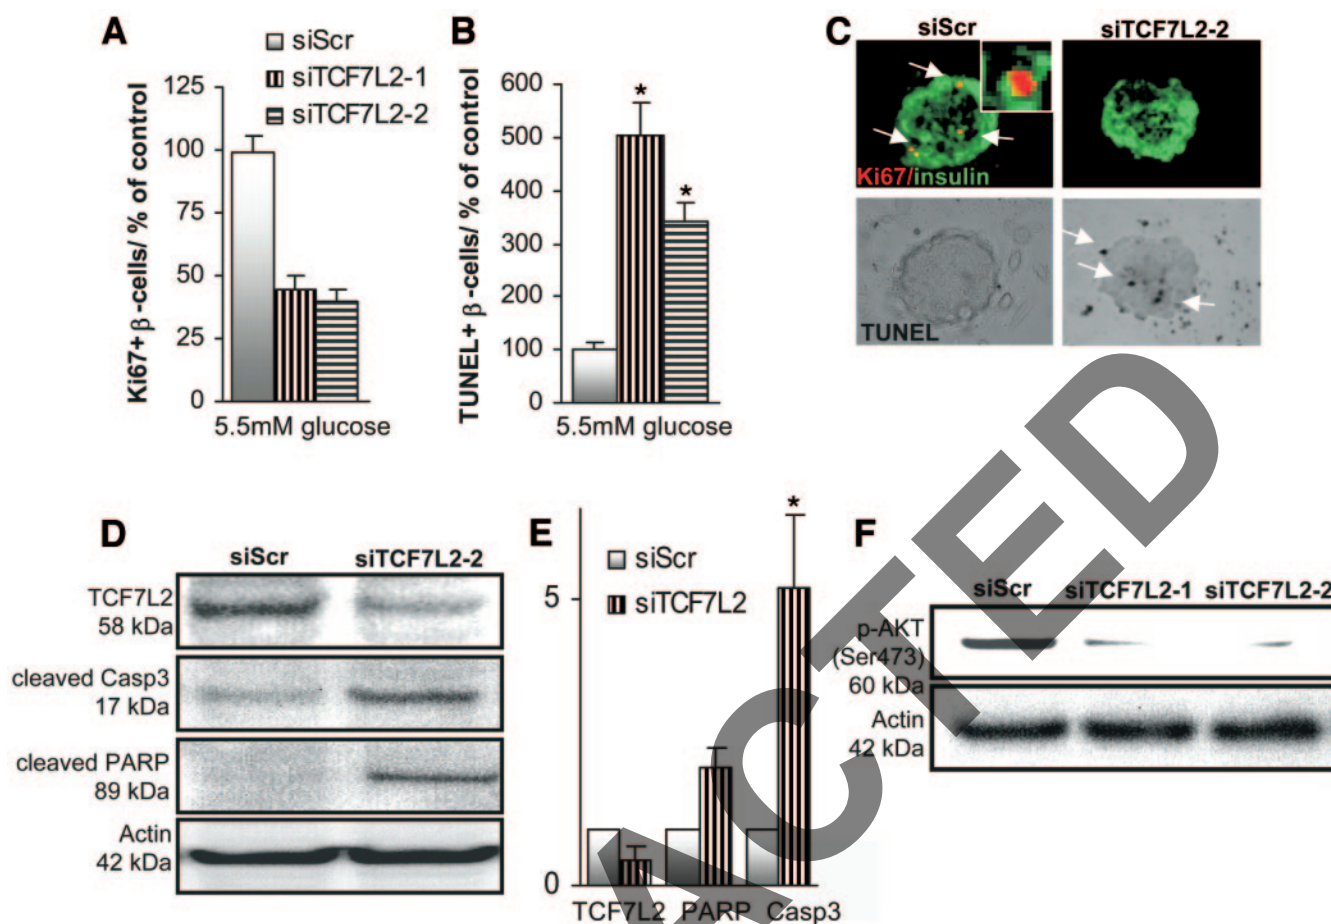 A
siScr
siTCF7L2-1
siTCF7L2-2
Ki67+ β -cells/ % of control
125
100
75
50
25
0
5.5mM glucose
B
TUNEL+ β -cells/ % of control
600
500
400
300
200
100
0
* *
5.5mM glucose
C
siScr
siTCF7L2-2
Ki67/insulin
TUNEL
D
siScr
siTCF7L2-2
TCF7L2
58 kDa
cleaved Casp3
17 kDa
cleaved PARP
89 kDa
Actin
42 kDa
E
siScr
siTCF7L2
*
5
0
TCF7L2 PARP Casp3
F
siScr siTCF7L2-1 siTCF7L2-2
p-AKT
(Ser473)
60 kDa
Actin
42 kDa
ACTED